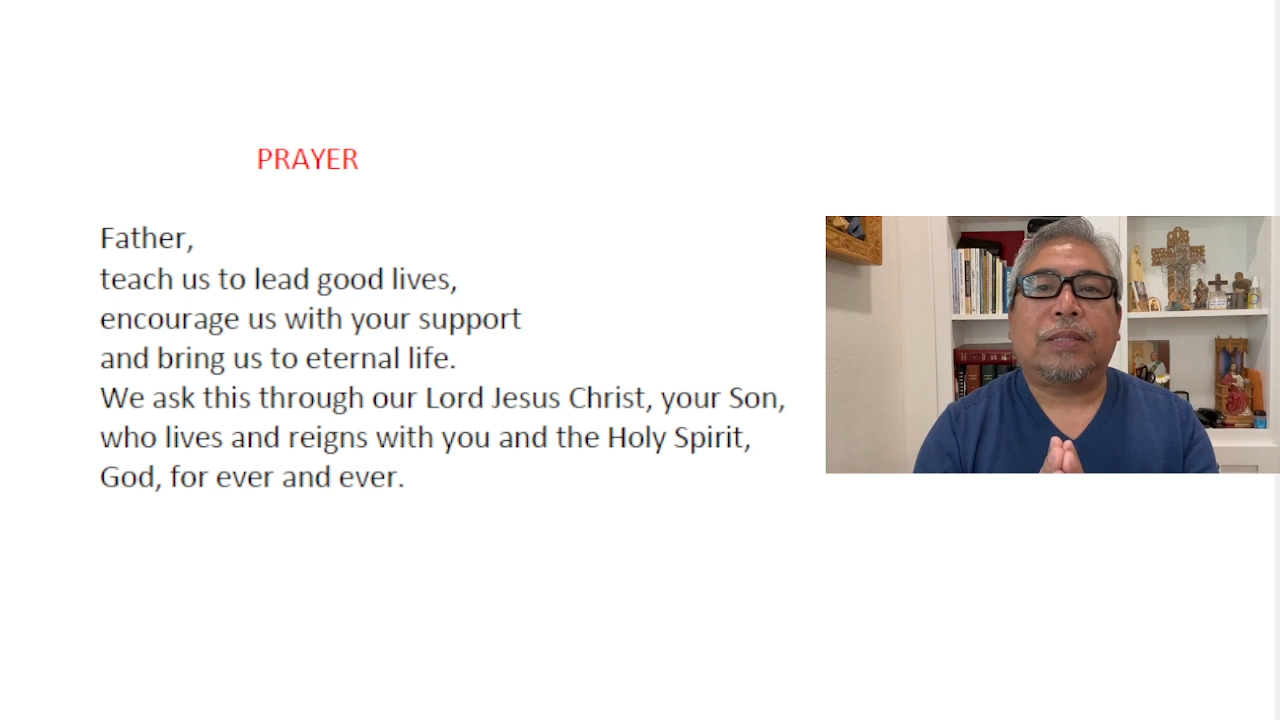 PRAYER
Father,
teach us to lead good lives,
encourage us with your support
and bring us to eternal life.
We ask this through our Lord Jesus Christ, your Son,
who lives and reigns with you and the Holy Spirit,
God, for ever and ever.